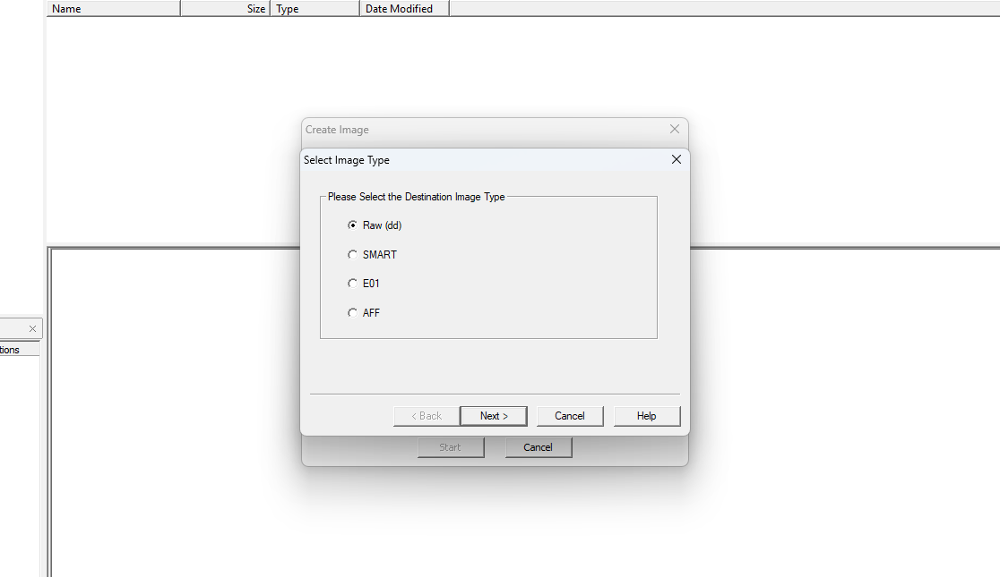 Name Size Type Date Modified
Create Image
Select Image Type
Please Select the Destination Image Type
Raw (dd)
SMART
E01
AFF
tions
< Back Next > Cancel Help
Start Cancel